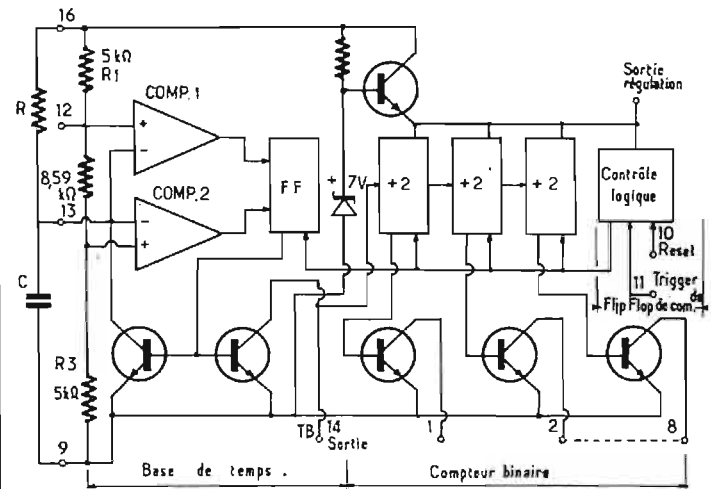 16
5kΩ
R1
R
12
COMP.1
+
-
8,59
kΩ
13
COMP.2
-
+
FF
+
7V
+2
+2
+2
Sortie
régulation
Contrôle
logique
10
Reset
11
Trigger
Flip Flop de com. de
C
R3
5kΩ
9
TB
14
Sortie
1
2
8
Base de temps.
Compteur binaire